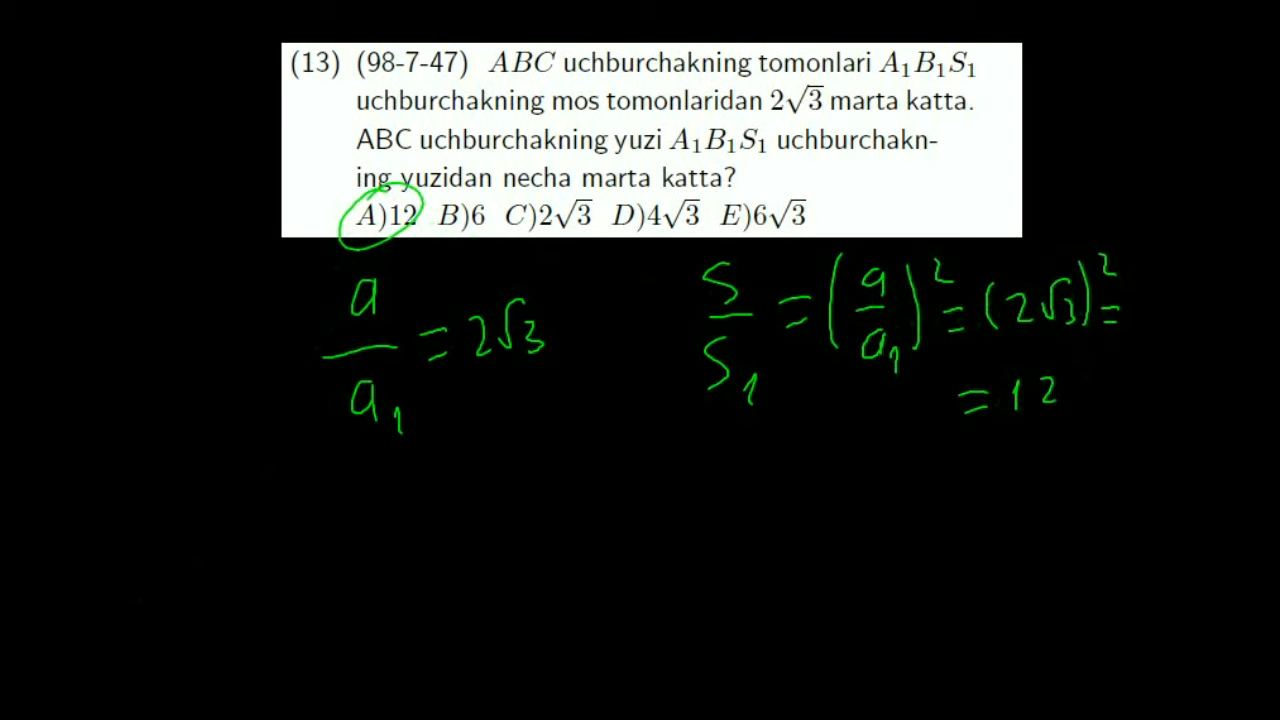 (13) (98-7-47) ABC uchburchakning tomonlari A₁B₁S₁
uchburchakning mos tomonlaridan 2√3 marta katta.
ABC uchburchakning yuzi A₁B₁S₁ uchburchakn-
ing yuzidan necha marta katta?
A)12 B)6 C)2√3 D)4√3 E)6√3
a/a₁ = 2√3
S/S₁ = (a/a₁)² = (2√3)² =
= 12